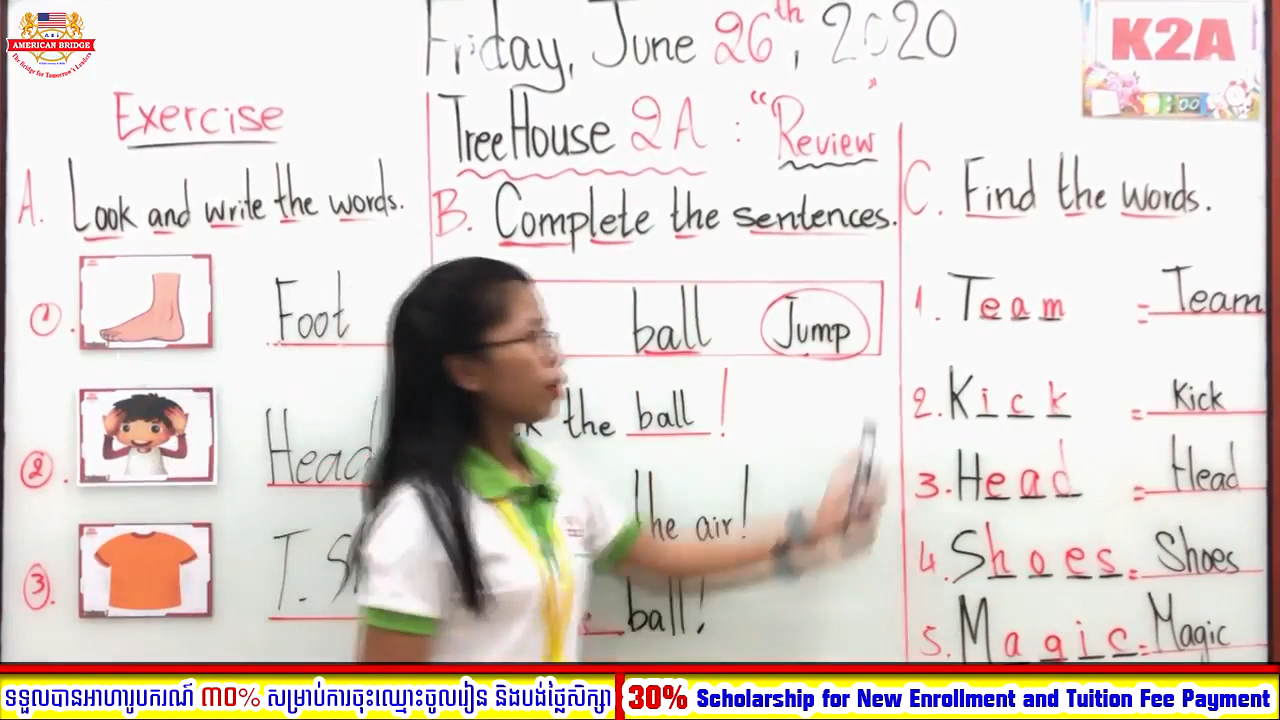 AMERICAN BRIDGE
The Bridge for Tomorrow's Leaders
Friday, June 26th, 2020
K2A
TreeHouse 2A : "Review
Exercise
A. Look and write the words.
1. Foot
2. Head
3. T. S
B. Complete the sentences.
ball Jump
the ball!
the air!
ball!
C. Find the words.
1. Team = Team
2. Kick = Kick
3. Head = Head
4. Shoes = Shoes
5. Magic = Magic
ទទួលបានអាហារូបករណ៍ ៣០% សម្រាប់ការចុះឈ្មោះចូលរៀន និងបង់ថ្លៃសិក្សា
30% Scholarship for New Enrollment and Tuition Fee Payment